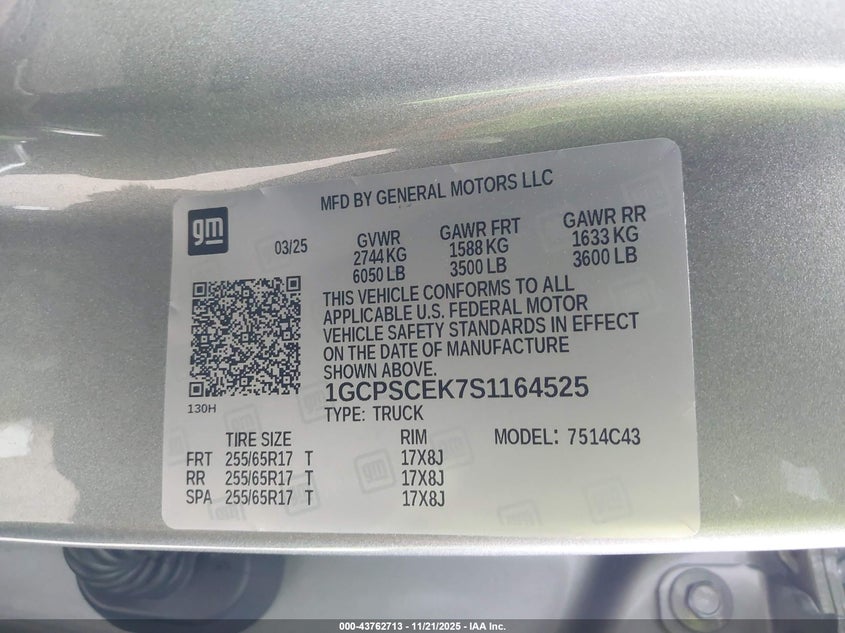 MFD BY GENERAL MOTORS LLC
gm
03/25
GVWR GAWR FRT GAWR RR
2744 KG 1588 KG 1633 KG
6050 LB 3500 LB 3600 LB
THIS VEHICLE CONFORMS TO ALL
APPLICABLE U.S. FEDERAL MOTOR
VEHICLE SAFETY STANDARDS IN EFFECT
ON THE DATE OF MANUFACTURE
SHOWN ABOVE.
1GCPSCEK7S1164525
130H
TYPE: TRUCK
TIRE SIZE RIM MODEL: 7514C43
FRT 255/65R17 T 17X8J
RR 255/65R17 T 17X8J
SPA 255/65R17 T 17X8J
000-43762713 - 11/21/2025 - IAA Inc.